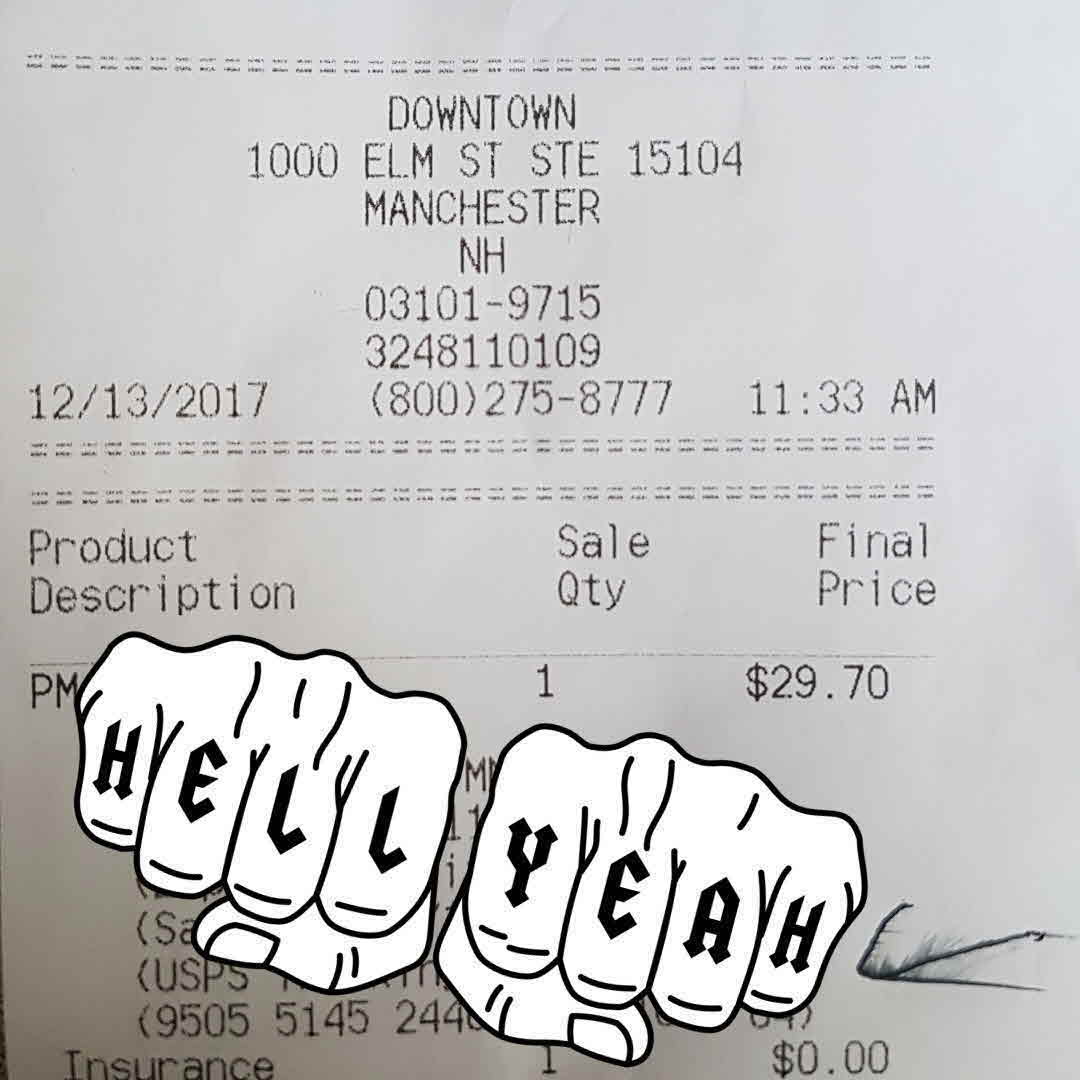 DOWNTOWN
1000 ELM ST STE 15104
MANCHESTER
NH
03101-9715
3248110109
12/13/2017 (800)275-8777 11:33 AM
Product Sale Final
Description Qty Price
PM 1 $29.70
HELL YEAH
(USPS
(9505 5145
Insurance 1 $0.00